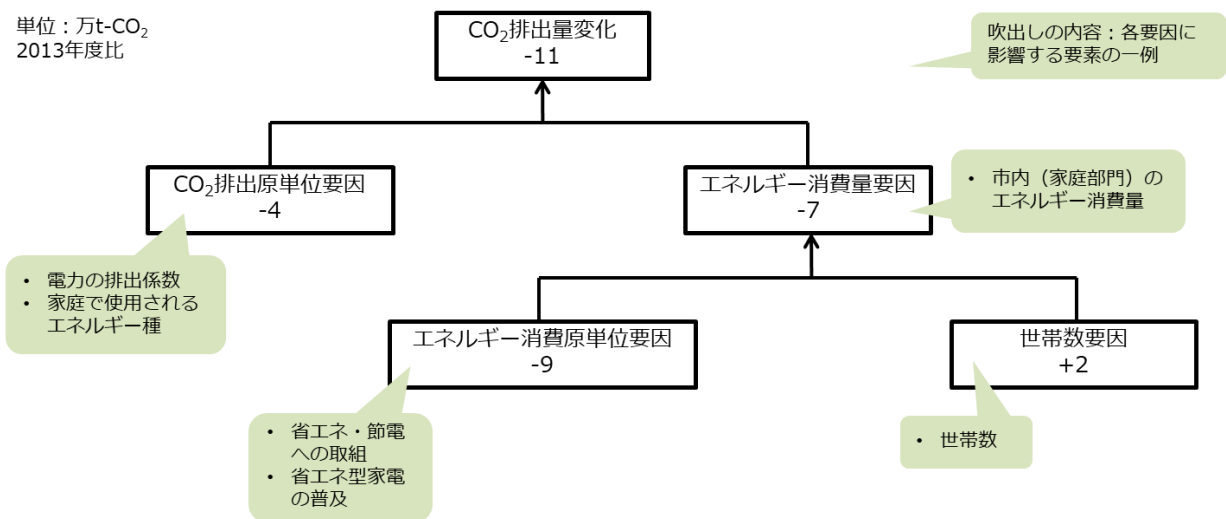 単位：万t-CO₂
2013年度比
CO₂排出量変化
-11
吹出しの内容：各要因に
影響する要素の一例
CO₂排出原単位要因
-4
エネルギー消費量要因
-7
• 市内（家庭部門）の
エネルギー消費量
• 電力の排出係数
• 家庭で使用される
エネルギー種
エネルギー消費原単位要因
-9
世帯数要因
+2
• 省エネ・節電
への取組
• 省エネ型家電
の普及
• 世帯数